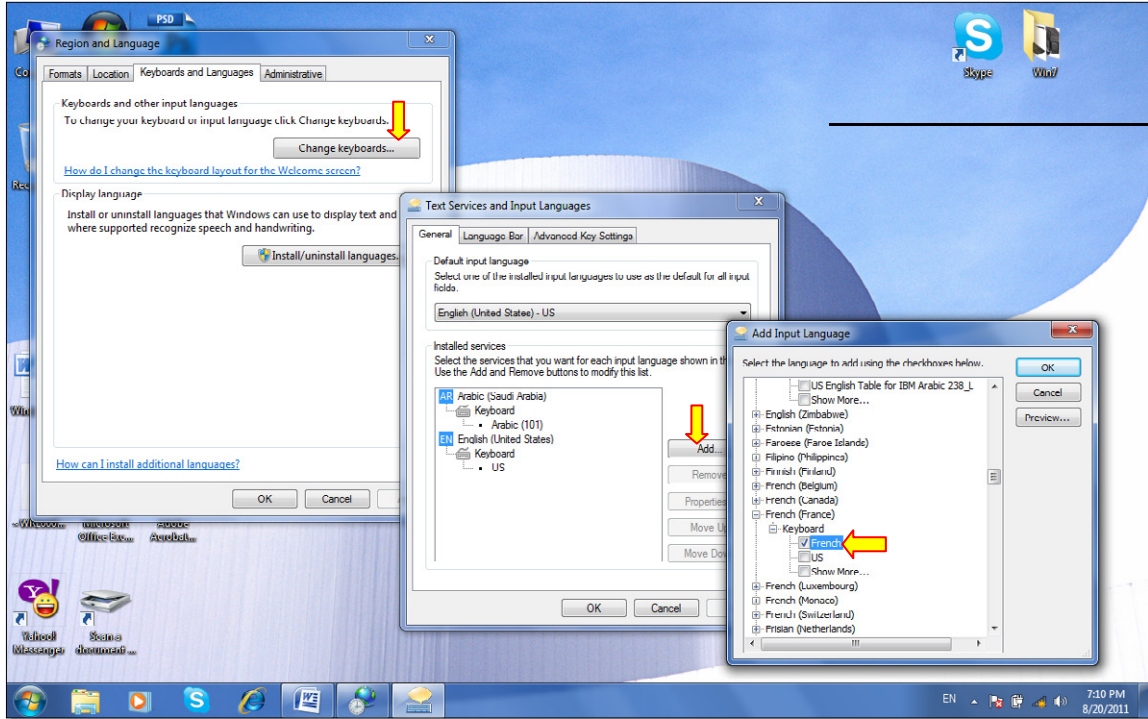 PSD
Skype
Win7
Region and Language
Formats Location Keyboards and Languages Administrative
Keyboards and other input languages
To change your keyboard or input language click Change keyboards.
Change keyboards...
How do I change the keyboard layout for the Welcome screen?
Display language
Install or uninstall languages that Windows can use to display text and
where supported recognize speech and handwriting.
Install/uninstall languages.
How can I install additional languages?
OK Cancel
Text Services and Input Languages
General Language Bar Advanced Key Settings
Default input language
Select one of the installed input languages to use as the default for all input
fields.
English (United States) - US
Installed services
Select the services that you want for each input language shown in th
Use the Add and Remove buttons to modify this list.
AR Arabic (Saudi Arabia)
Keyboard
Arabic (101)
EN English (United States)
Keyboard
US
Add...
Remove
Properties
Move U
Move Do
OK Cancel
Add Input Language
Select the language to add using the checkboxes below.
US English Table for IBM Arabic 238_L
Show More...
English (Zimbabwe)
Estonian (Estonia)
Faroese (Faroe Islands)
Filipino (Philippines)
Finnish (Finland)
French (Belgium)
French (Canada)
French (France)
Keyboard
French
US
Show More...
French (Luxembourg)
French (Monaco)
French (Switzerland)
Frisian (Netherlands)
OK
Cancel
Preview...
Microsoft
Office Exc...
Adobe
Acrobat...
Yahoo!
Messenger
Scan a
document ...
EN
7:10 PM
8/20/2011